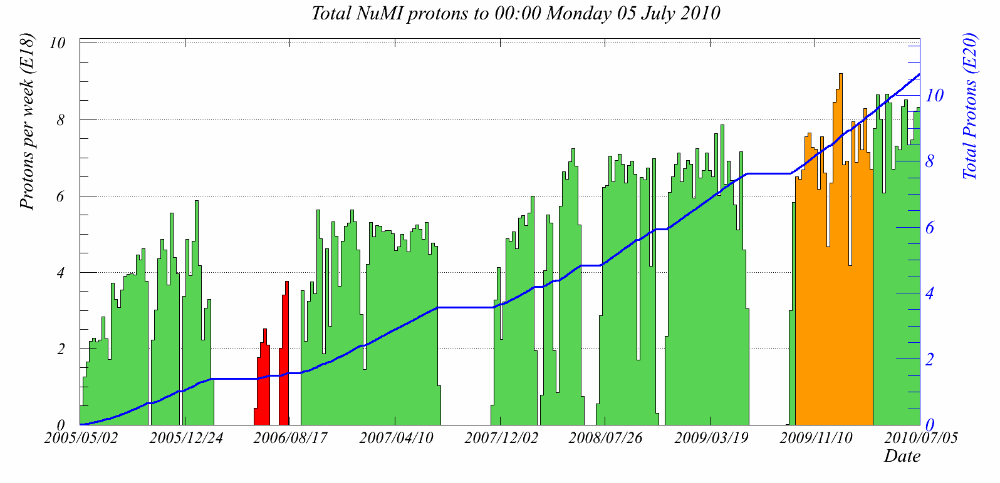 Total NuMI protons to 00:00 Monday 05 July 2010
Protons per week (E18)
10
8
6
4
2
0
Total Protons (E20)
10
8
6
4
2
0
2005/05/02 2005/12/24 2006/08/17 2007/04/10 2007/12/02 2008/07/26 2009/03/19 2009/11/10 2010/07/05
Date